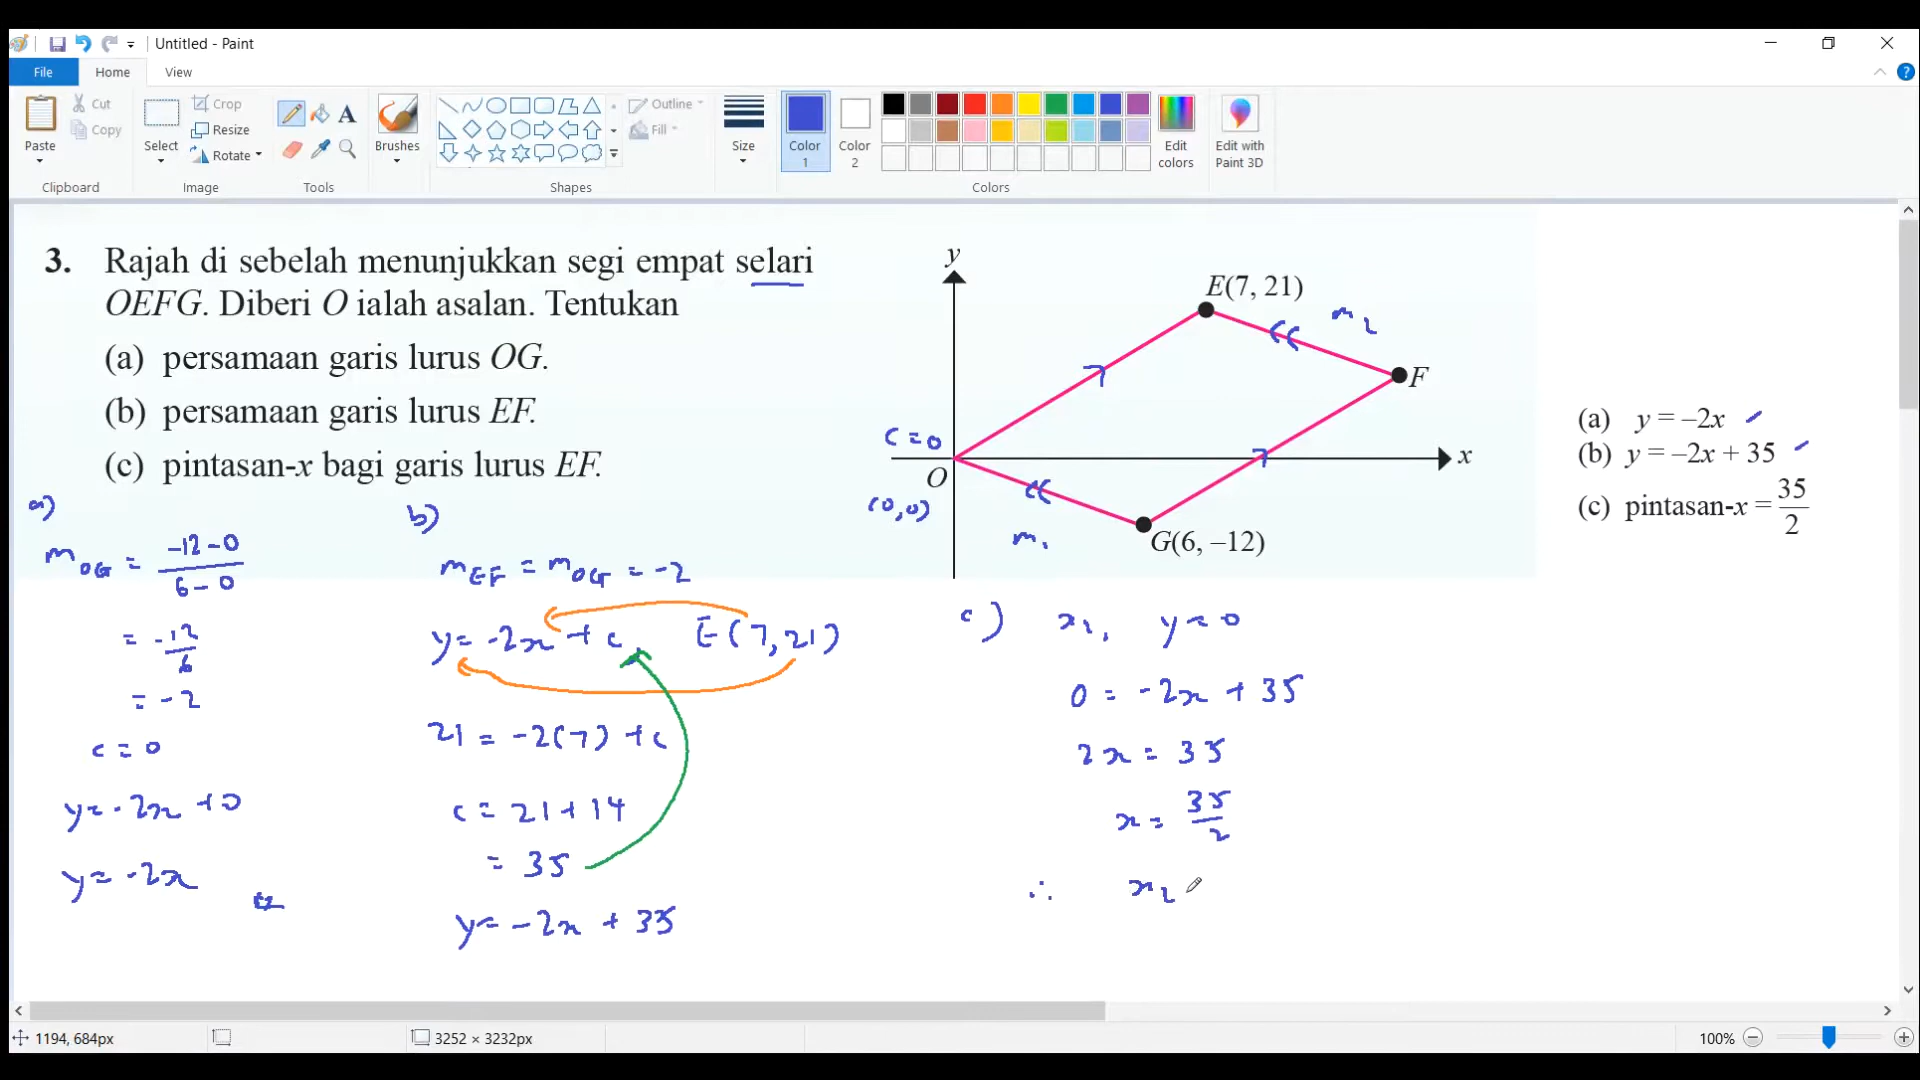 Untitled - Paint
File Home View
Paste
Cut
Copy
Clipboard
Select
Crop
Resize
Rotate
Image
A
Tools
Brushes
Outline
Fill
Shapes
Size
Color 1
Color 2
Edit colors
Colors
Edit with Paint 3D
3. Rajah di sebelah menunjukkan segi empat selari
OEFG. Diberi O ialah asalan. Tentukan
(a) persamaan garis lurus OG.
(b) persamaan garis lurus EF.
(c) pintasan-x bagi garis lurus EF.
y
E(7, 21)
m₂
F
c = 0
O
x
(0,0)
m₁
G(6, –12)
(a) y = –2x
(b) y = –2x + 35
(c) pintasan-x = 35/2
a)
m_OG = (-12-0)/(6-0)
= -12/6
= -2
c = 0
y = -2x + 0
y = -2x
b)
m_EF = m_OG = -2
y = -2x + c, E(7,21)
21 = -2(7) + c
c = 21 + 14
= 35
y = -2x + 35
c) x₂, y = 0
0 = -2x + 35
2x = 35
x = 35/2
∴ x₂
1194, 684px
3252 × 3232px
100%